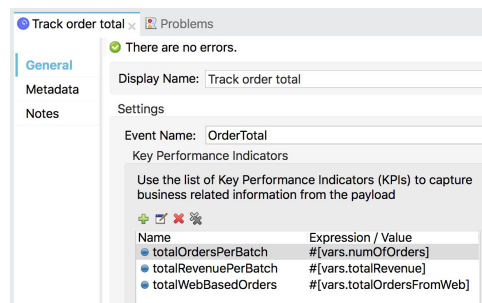 Track order total
Problems
There are no errors.
General
Metadata
Notes
Display Name: Track order total
Settings
Event Name: OrderTotal
Key Performance Indicators
Use the list of Key Performance Indicators (KPIs) to capture
business related information from the payload
Name Expression / Value
totalOrdersPerBatch #[vars.numOfOrders]
totalRevenuePerBatch #[vars.totalRevenue]
totalWebBasedOrders #[vars.totalOrdersFromWeb]